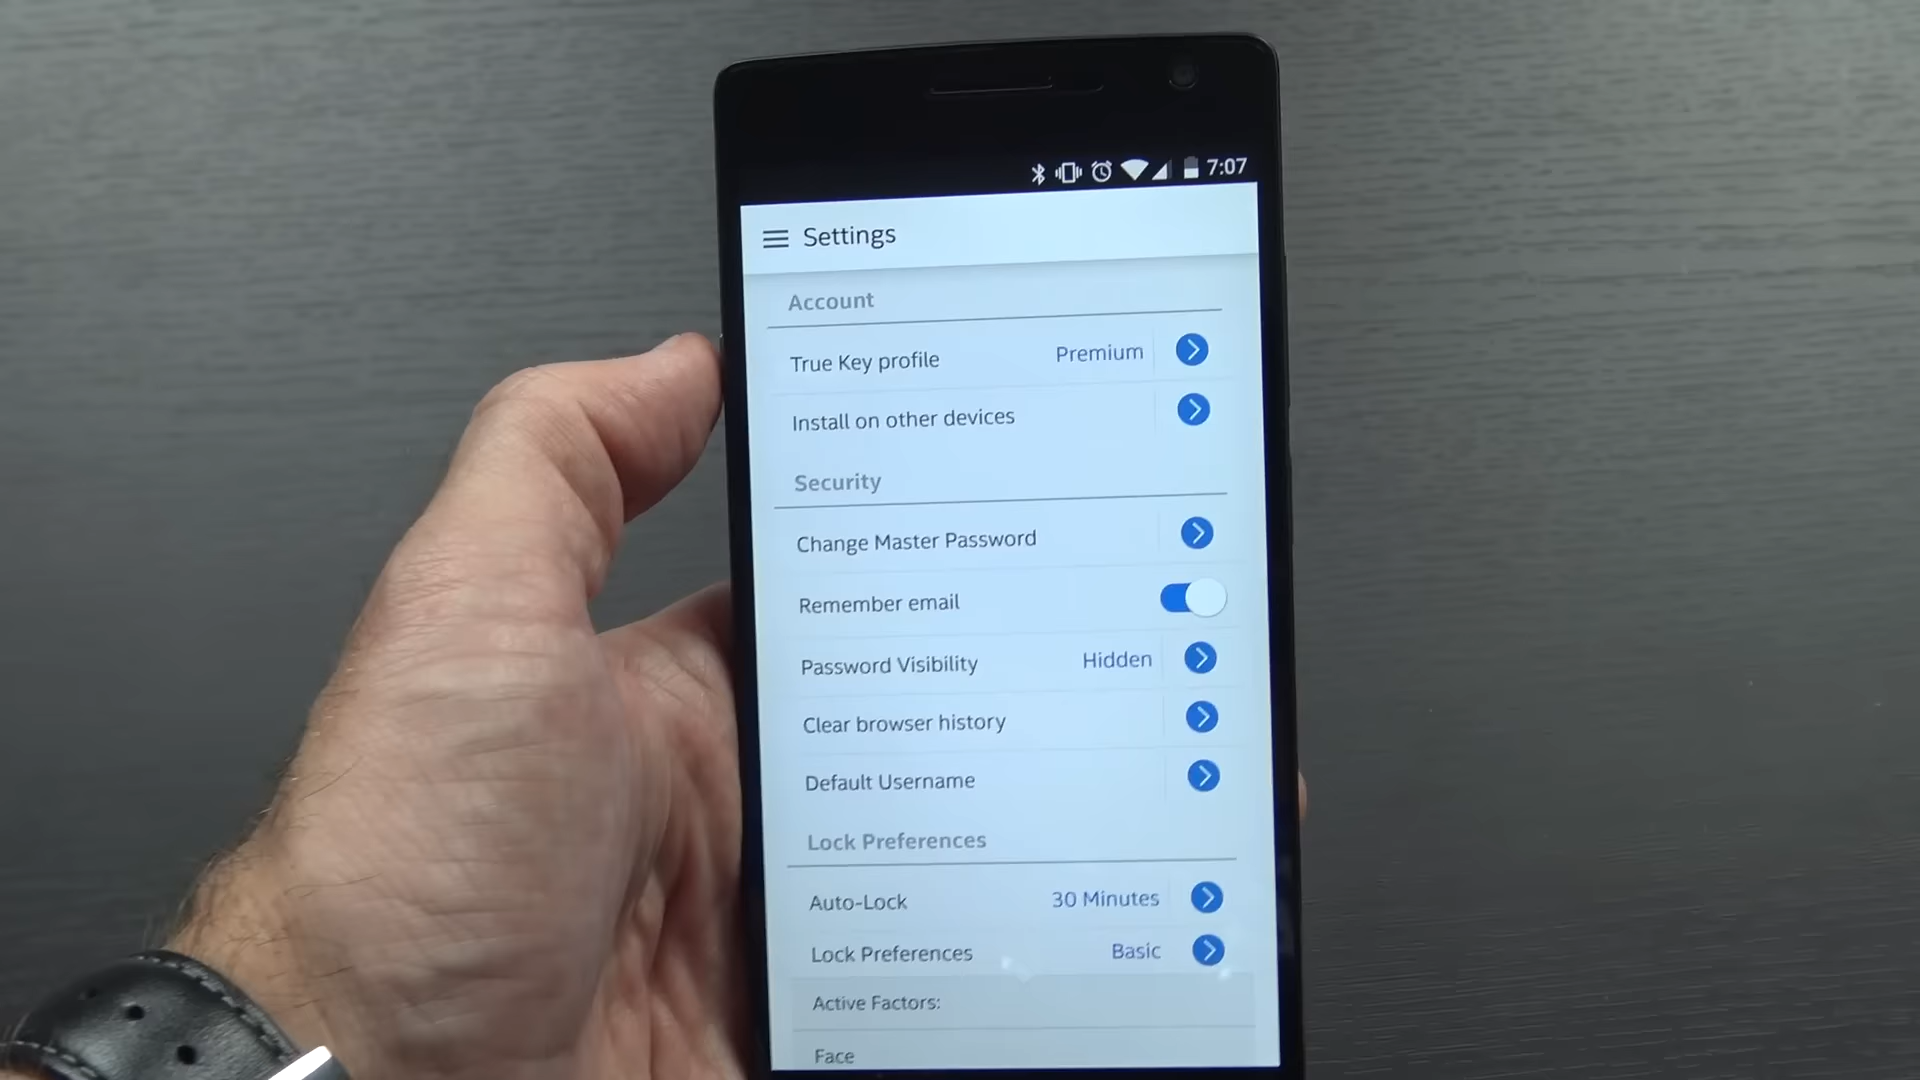 7:07
Settings
Account
True Key profile Premium
Install on other devices
Security
Change Master Password
Remember email
Password Visibility Hidden
Clear browser history
Default Username
Lock Preferences
Auto-Lock 30 Minutes
Lock Preferences Basic
Active Factors:
Face